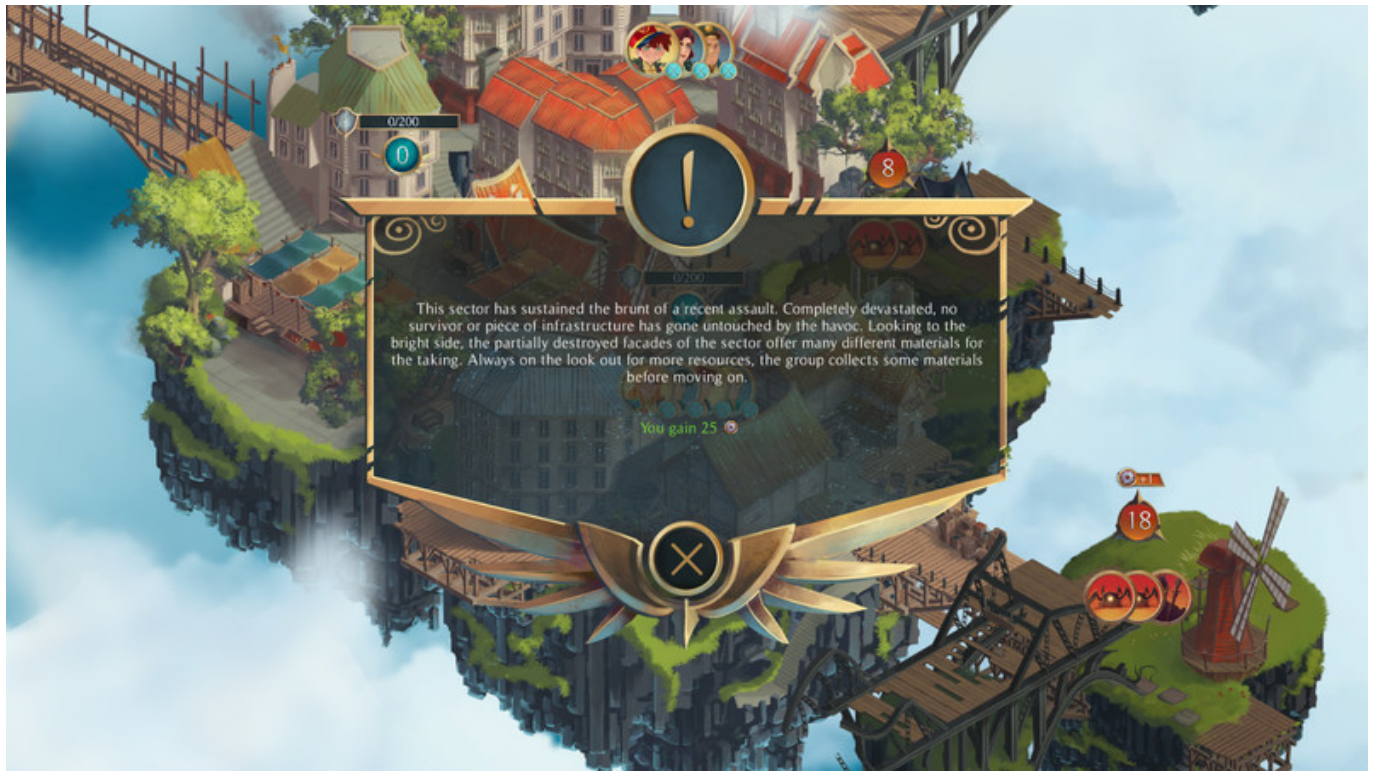 0/200
0
8
0/200
This sector has sustained the brunt of a recent assault. Completely devastated, no
survivor or piece of infrastructure has gone untouched by the havoc. Looking to the
bright side, the partially destroyed facades of the sector offer many different materials for
the taking. Always on the look out for more resources, the group collects some materials
before moving on.
You gain 25
+1
18